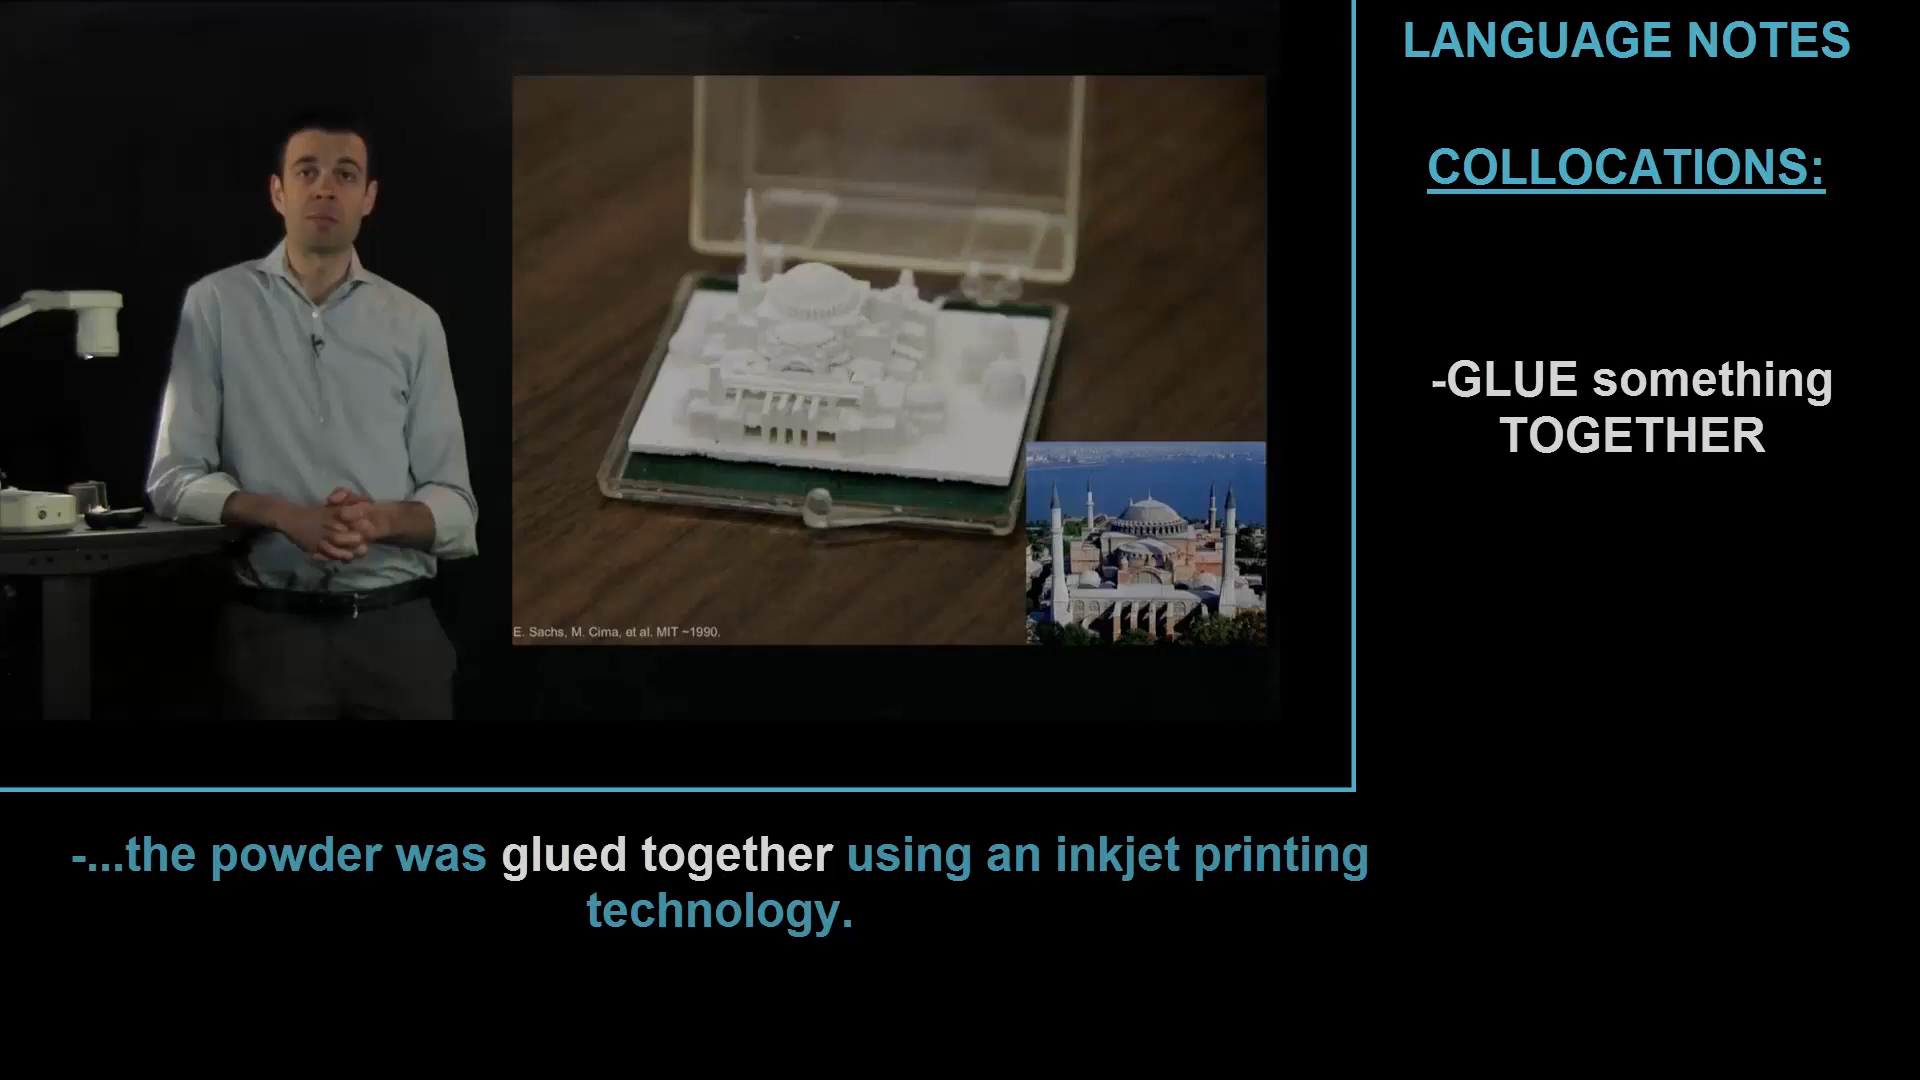 LANGUAGE NOTES
COLLOCATIONS:
-GLUE something
TOGETHER
E. Sachs, M. Cima, et al. MIT ~1990.
-...the powder was glued together using an inkjet printing
technology.